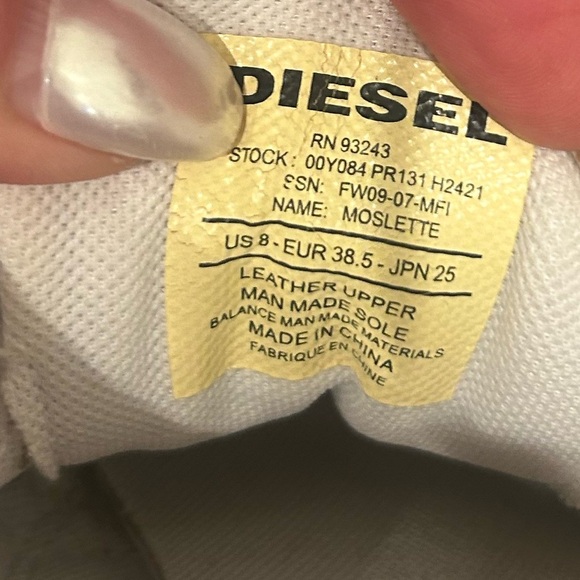 DIESEL
RN 93243
STOCK: 00Y084 PR131 H2421
SSN: FW09-07-MFI
NAME: MOSLETTE
US 8 - EUR 38.5 - JPN 25
LEATHER UPPER
MAN MADE SOLE
BALANCE MAN MADE MATERIALS
MADE IN CHINA
FABRIQUE EN CHINE